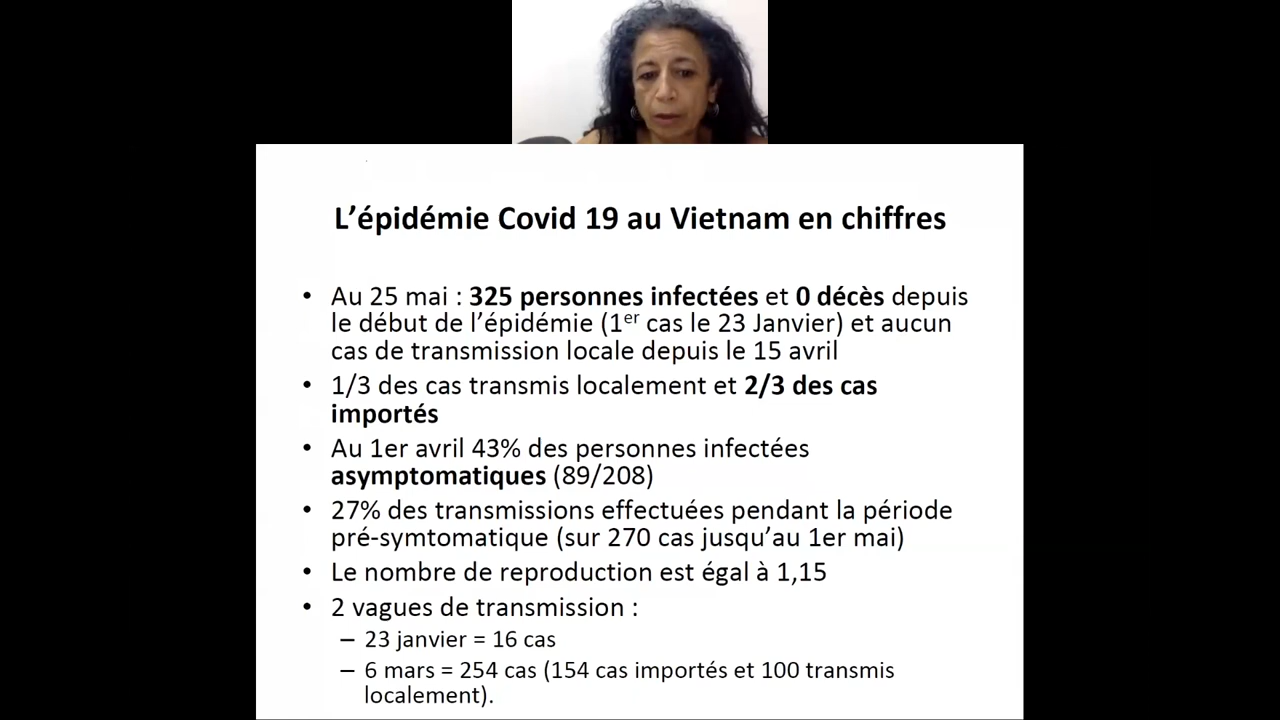 L'épidémie Covid 19 au Vietnam en chiffres
• Au 25 mai : 325 personnes infectées et 0 décès depuis
le début de l'épidémie (1er cas le 23 Janvier) et aucun
cas de transmission locale depuis le 15 avril
• 1/3 des cas transmis localement et 2/3 des cas
importés
• Au 1er avril 43% des personnes infectées
asymptomatiques (89/208)
• 27% des transmissions effectuées pendant la période
pré-symtomatique (sur 270 cas jusqu'au 1er mai)
• Le nombre de reproduction est égal à 1,15
• 2 vagues de transmission :
– 23 janvier = 16 cas
– 6 mars = 254 cas (154 cas importés et 100 transmis
localement).